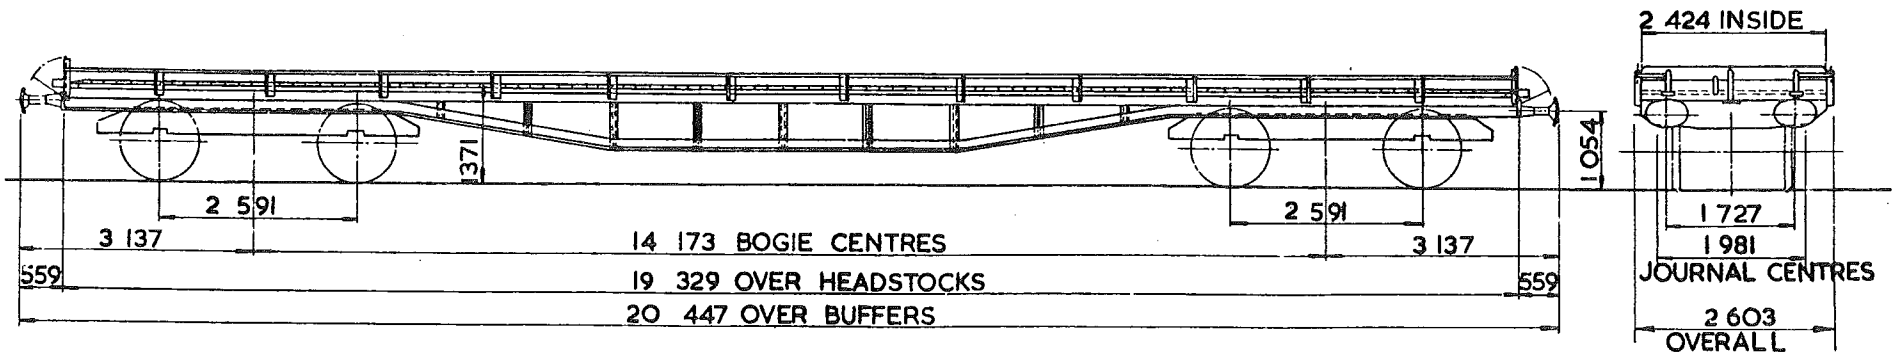 2 424 INSIDE
1371
1 054
2 591
2 591
1 727
3 137
14 173 BOGIE CENTRES
3 137
1 981
JOURNAL CENTRES
559
19 329 OVER HEADSTOCKS
559
20 447 OVER BUFFERS
2 603
OVERALL